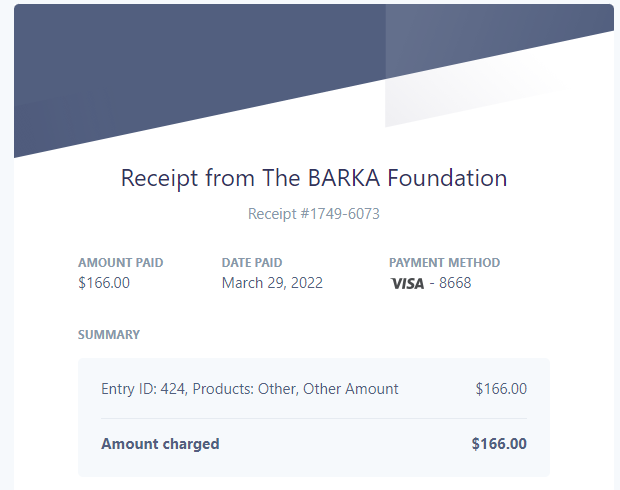 Receipt from The BARKA Foundation
Receipt #1749-6073
AMOUNT PAID DATE PAID PAYMENT METHOD
$166.00 March 29, 2022 VISA - 8668
SUMMARY
Entry ID: 424, Products: Other, Other Amount $166.00
Amount charged $166.00